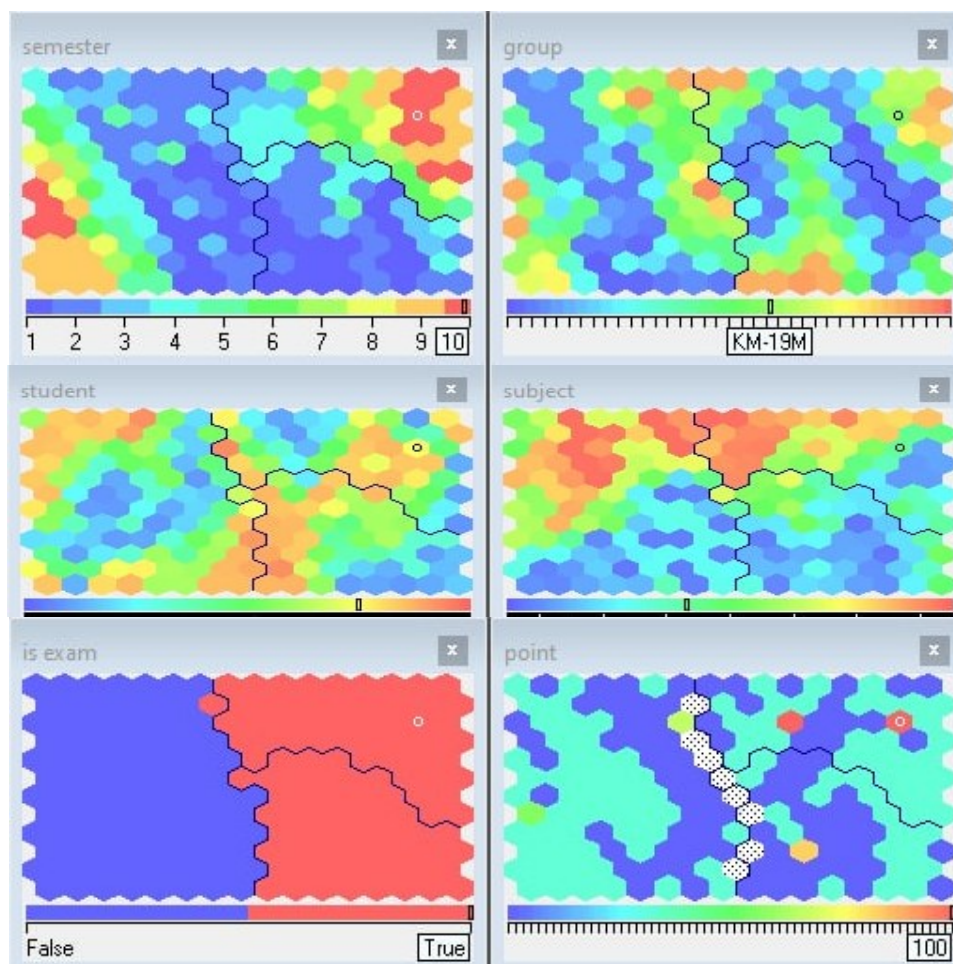 semester x
group x
1 2 3 4 5 6 7 8 9 10
KM-19M
student x
subject x
is exam x
point x
False True
100